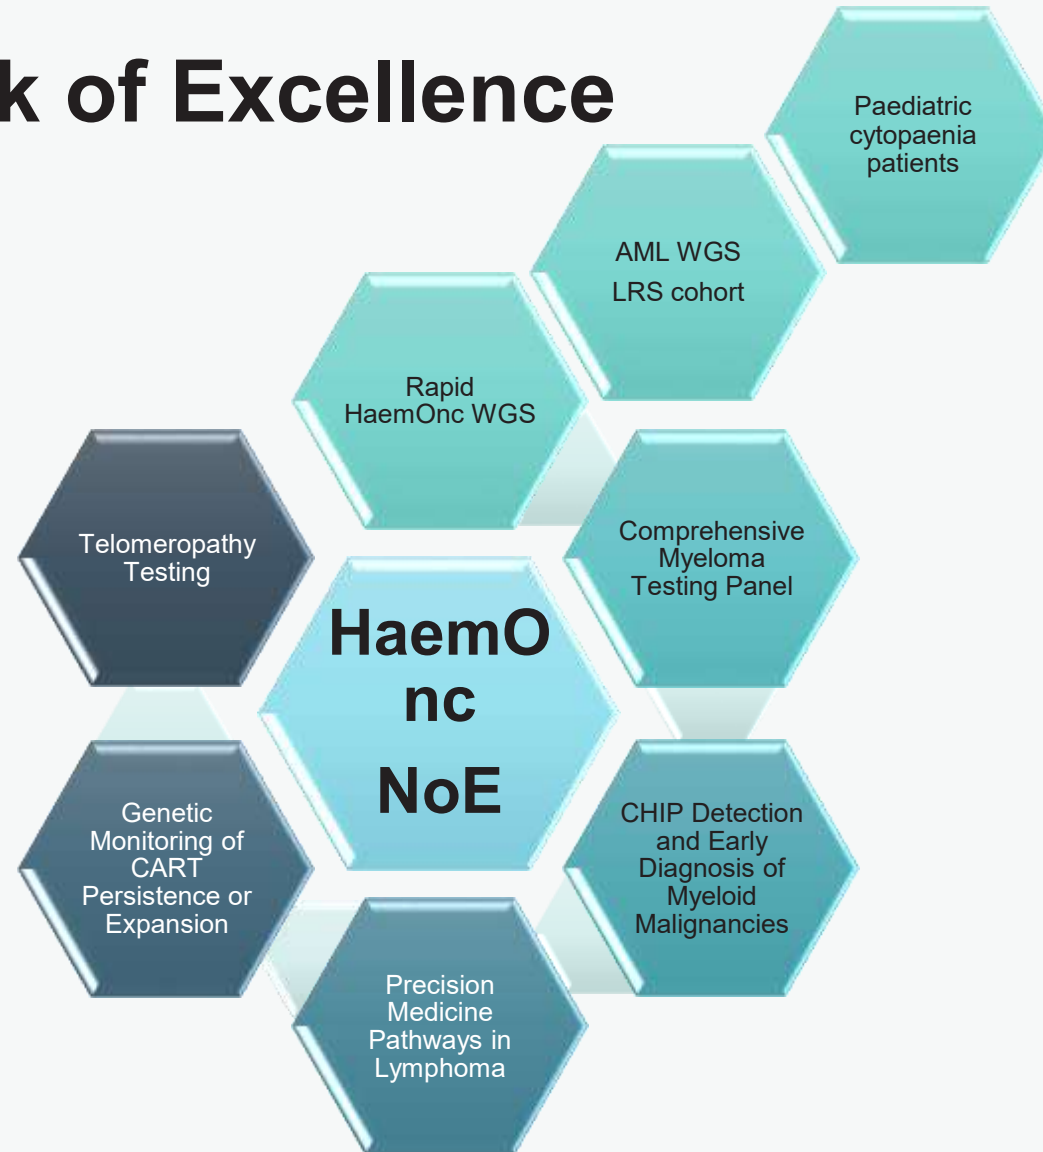 k of Excellence
Paediatric
cytopaenia
patients
AML WGS
LRS cohort
Rapid
HaemOnc WGS
Telomeropathy
Testing
Comprehensive
Myeloma
Testing Panel
HaemO
nc
NoE
Genetic
Monitoring of
CART
Persistence or
Expansion
CHIP Detection
and Early
Diagnosis of
Myeloid
Malignancies
Precision
Medicine
Pathways in
Lymphoma